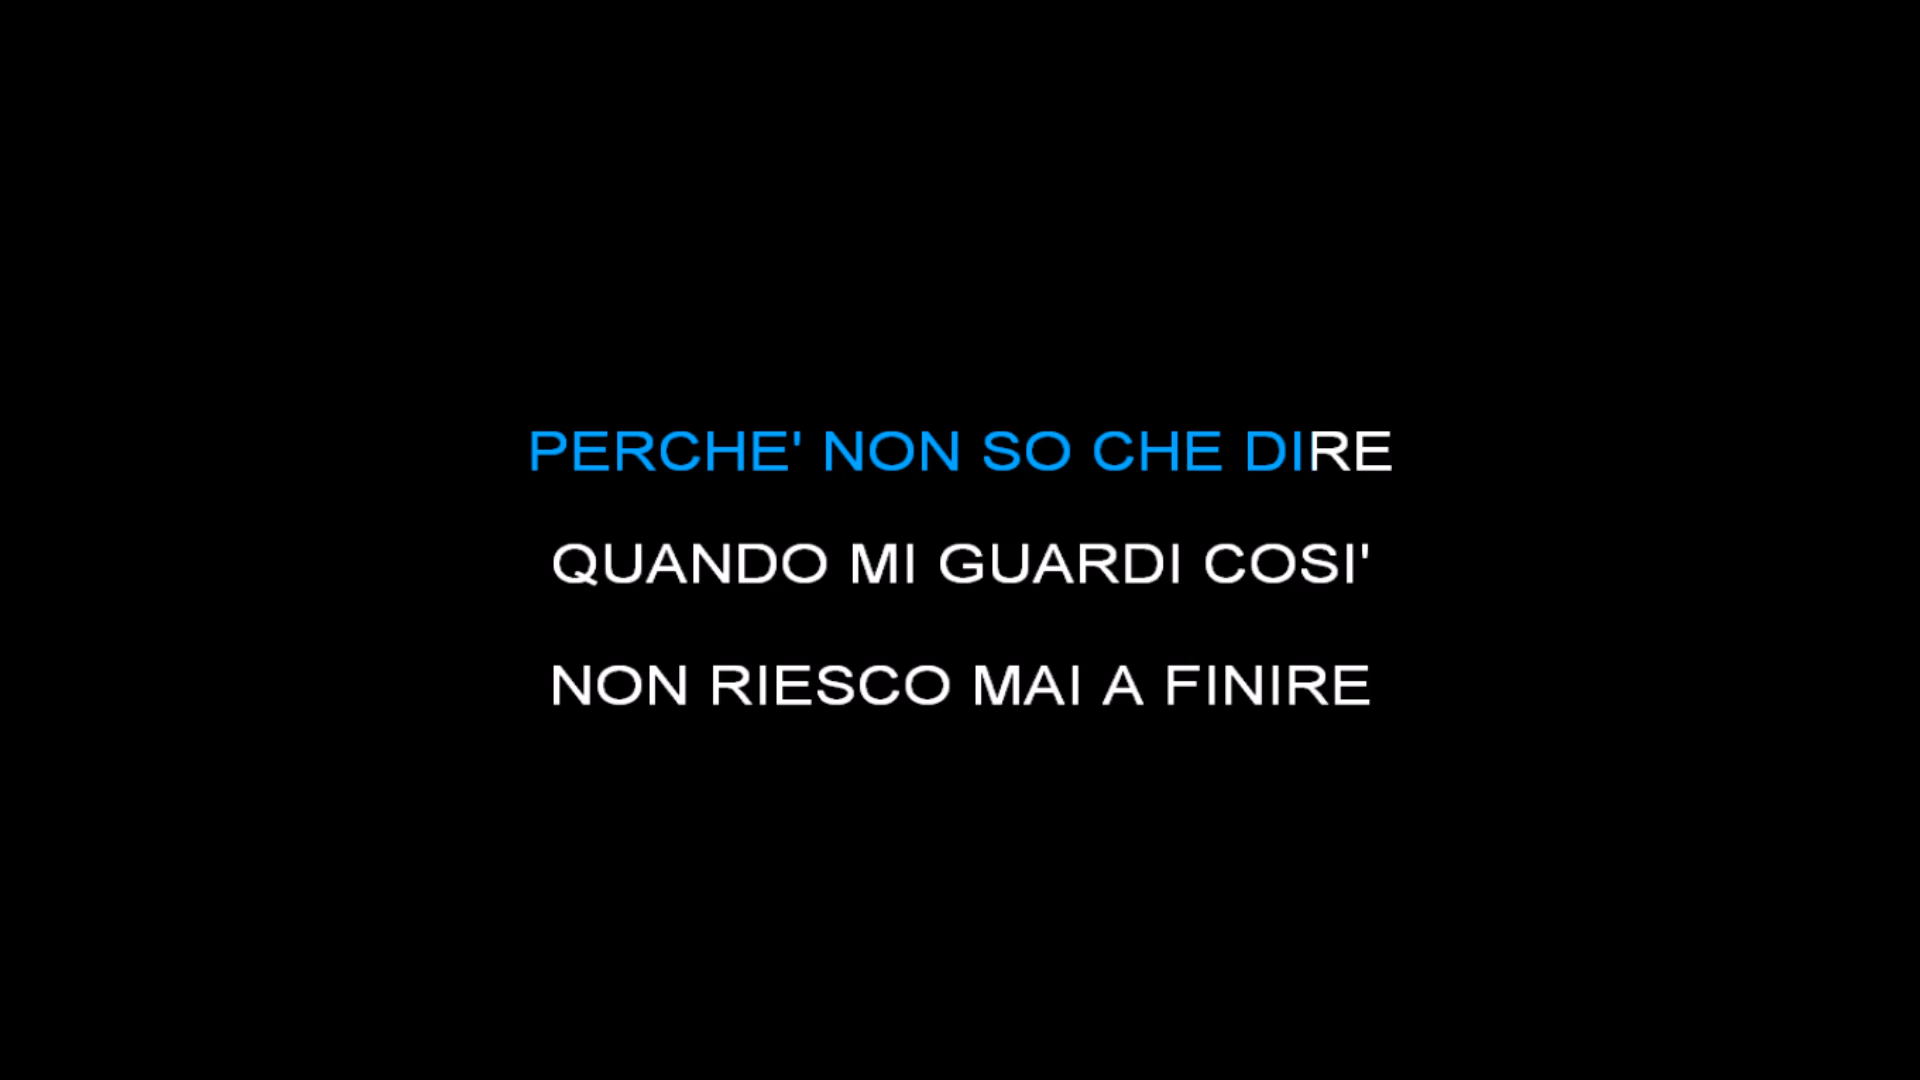 PERCHE' NON SO CHE DIRE
QUANDO MI GUARDI COSI'
NON RIESCO MAI A FINIRE